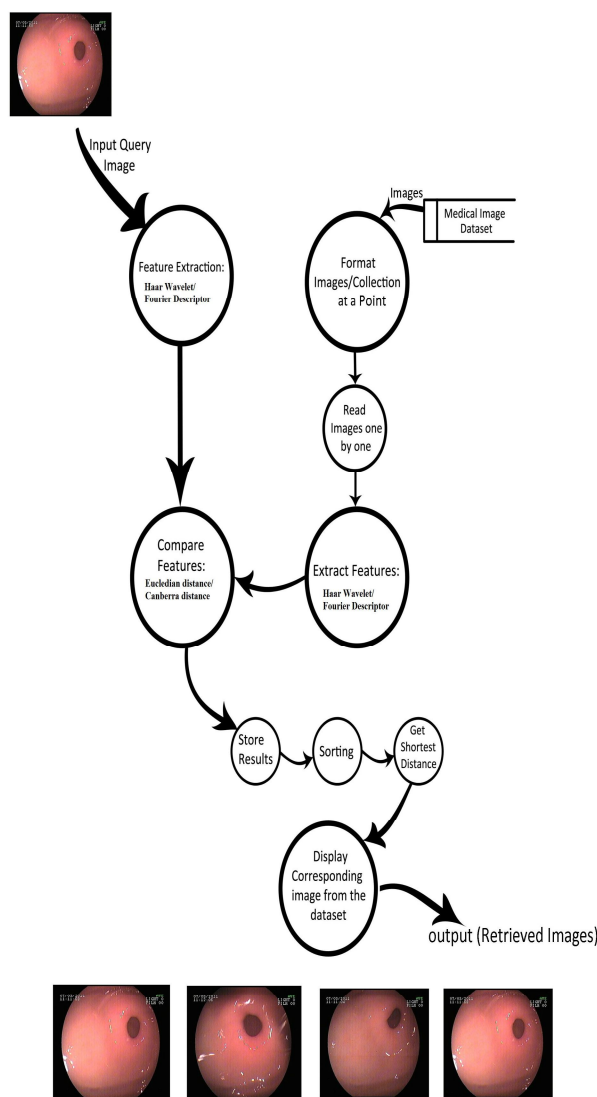 Input Query
Image
Images
Medical Image
Dataset
Feature Extraction:
Haar Wavelet/
Fourier Descriptor
Format
Images/Collection
at a Point
Read
Images one
by one
Compare
Features:
Eucledian distance/
Canberra distance
Extract Features:
Haar Wavelet/
Fourier Descriptor
Store
Results
Sorting
Get
Shortest
Distance
Display
Corresponding
image from the
dataset
output (Retrieved Images)